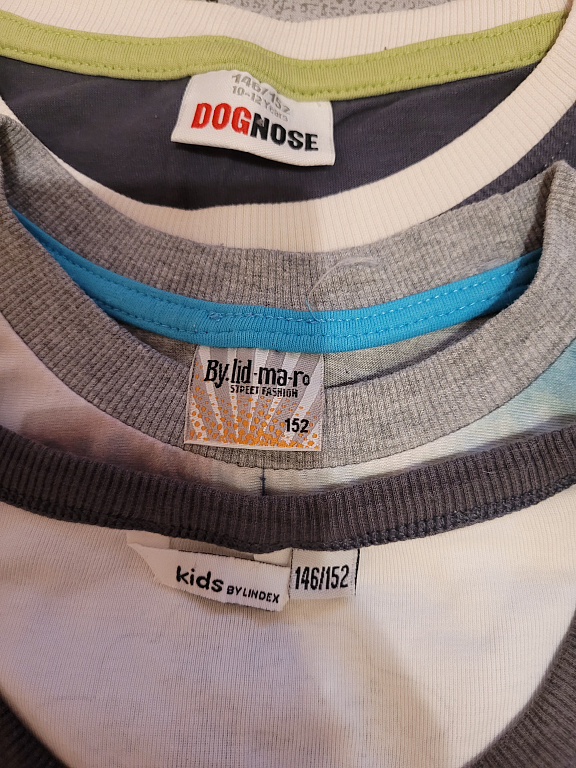 146/152
10-12 Years
DOGNOSE
By.lid-ma-ro
STREET FASHION
152
kids BY LINDEX
146/152